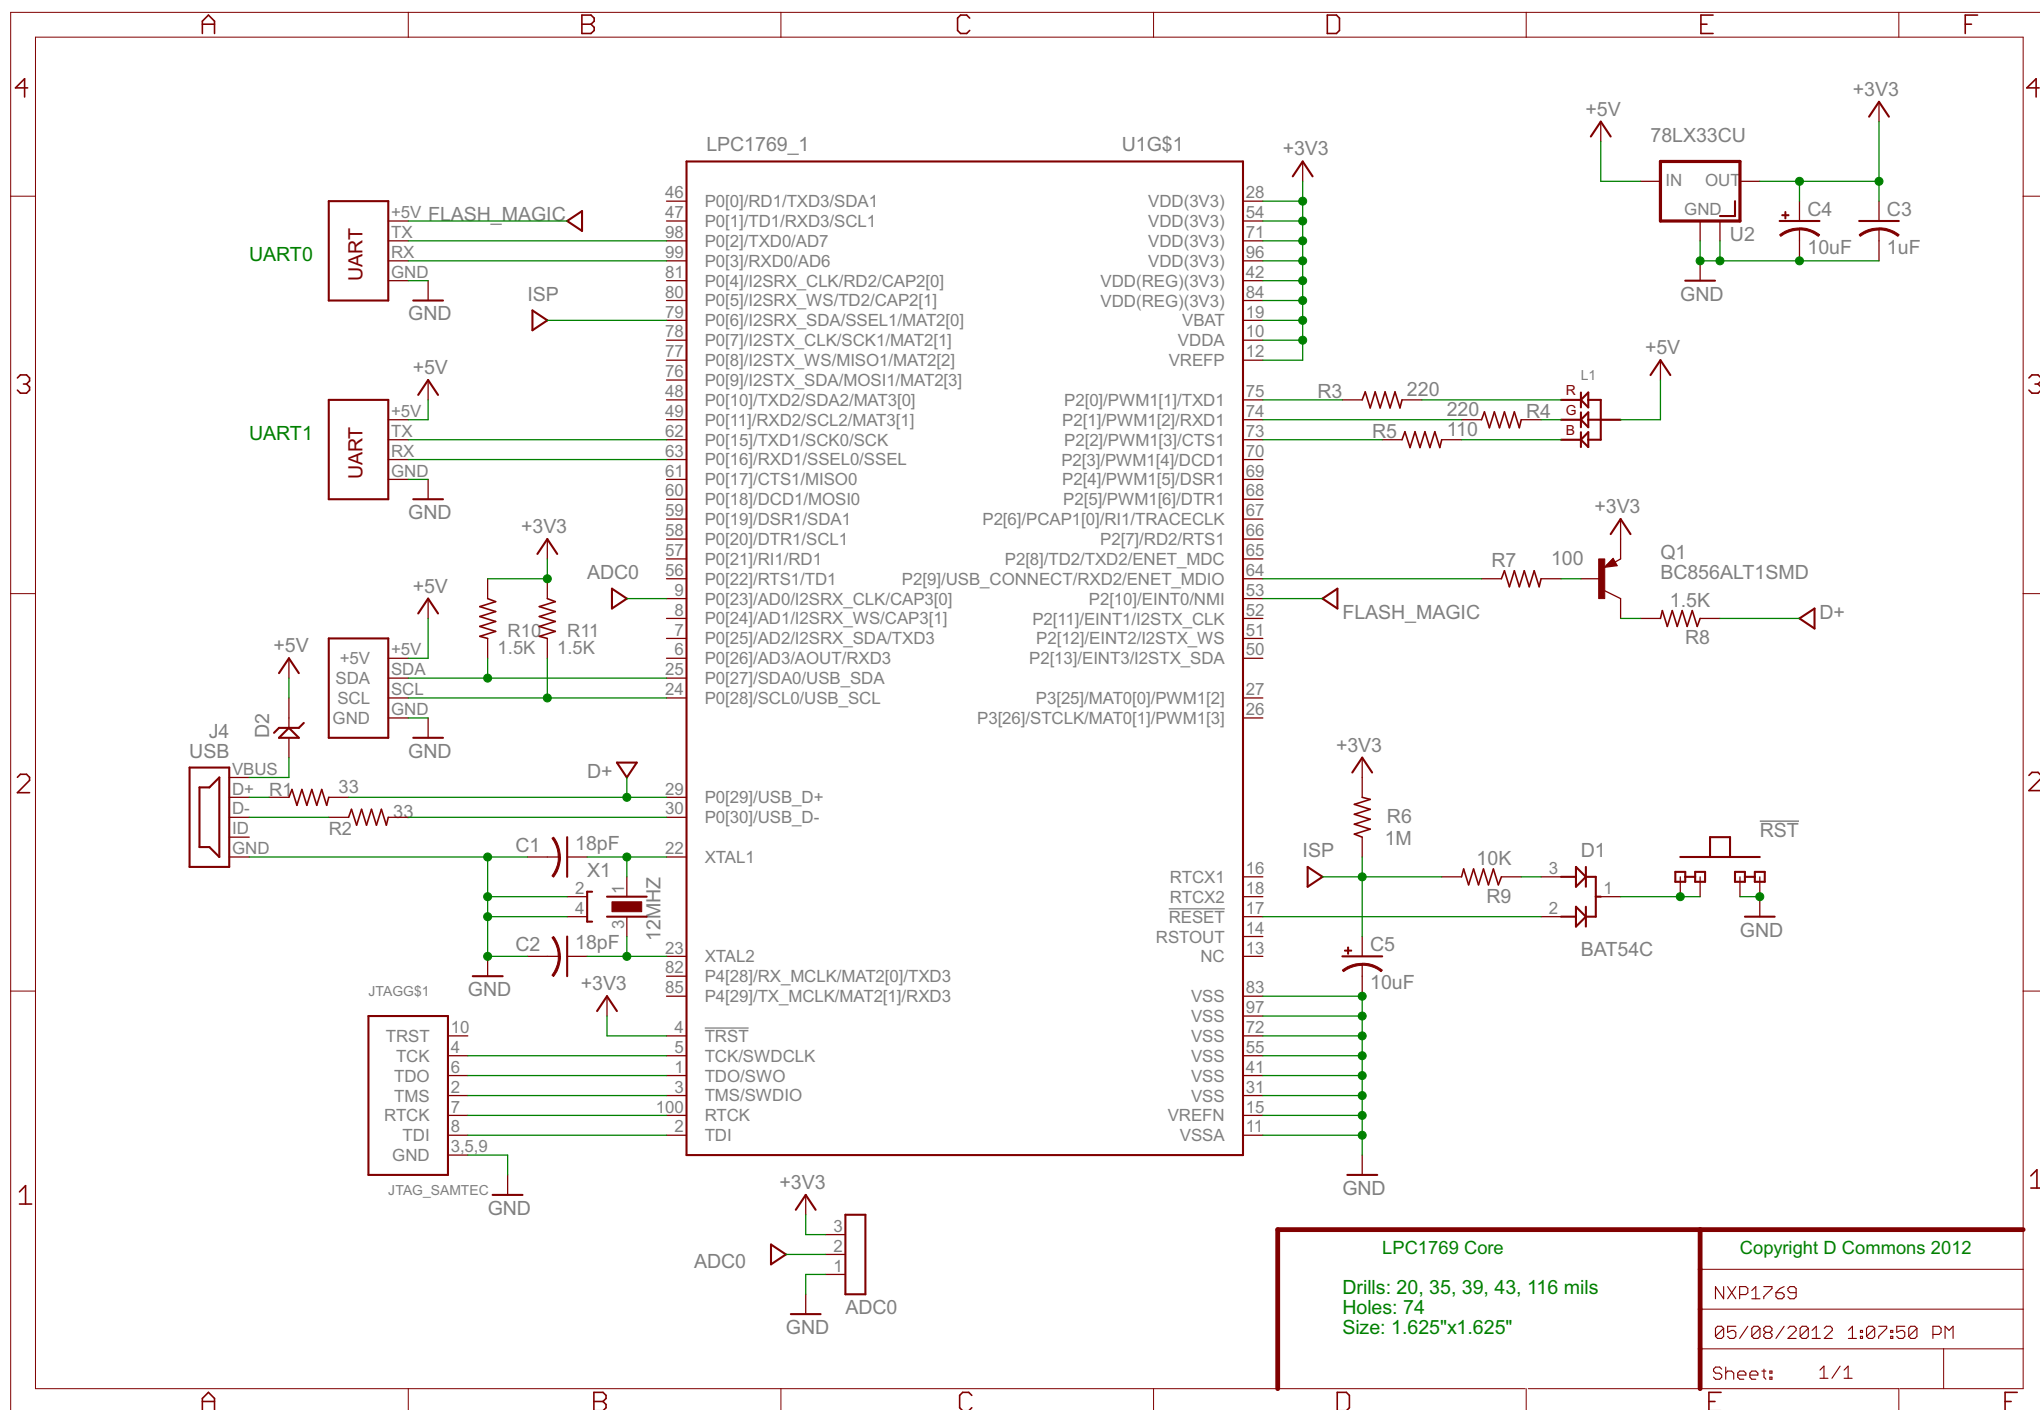 A B C D E F
4 4
+3V3
+5V
78LX33CU
IN OUT
GND
U2
C4
10uF
C3
1uF
GND
LPC1769_1
U1G$1
+3V3
46 P0[0]/RD1/TXD3/SDA1
47 P0[1]/TD1/RXD3/SCL1
98 P0[2]/TXD0/AD7
99 P0[3]/RXD0/AD6
81 P0[4]/I2SRX_CLK/RD2/CAP2[0]
80 P0[5]/I2SRX_WS/TD2/CAP2[1]
79 P0[6]/I2SRX_SDA/SSEL1/MAT2[0]
78 P0[7]/I2STX_CLK/SCK1/MAT2[1]
77 P0[8]/I2STX_WS/MISO1/MAT2[2]
76 P0[9]/I2STX_SDA/MOSI1/MAT2[3]
48 P0[10]/TXD2/SDA2/MAT3[0]
49 P0[11]/RXD2/SCL2/MAT3[1]
62 P0[15]/TXD1/SCK0/SCK
63 P0[16]/RXD1/SSEL0/SSEL
61 P0[17]/CTS1/MISO0
60 P0[18]/DCD1/MOSI0
59 P0[19]/DSR1/SDA1
58 P0[20]/DTR1/SCL1
57 P0[21]/RI1/RD1
56 P0[22]/RTS1/TD1
9 P0[23]/AD0/I2SRX_CLK/CAP3[0]
8 P0[24]/AD1/I2SRX_WS/CAP3[1]
7 P0[25]/AD2/I2SRX_SDA/TXD3
6 P0[26]/AD3/AOUT/RXD3
25 P0[27]/SDA0/USB_SDA
24 P0[28]/SCL0/USB_SCL
29 P0[29]/USB_D+
30 P0[30]/USB_D-
22 XTAL1
23 XTAL2
82 P4[28]/RX_MCLK/MAT2[0]/TXD3
85 P4[29]/TX_MCLK/MAT2[1]/RXD3
4 TRST
5 TCK/SWDCLK
1 TDO/SWO
3 TMS/SWDIO
100 RTCK
2 TDI
VDD(3V3) 28
VDD(3V3) 54
VDD(3V3) 71
VDD(3V3) 96
VDD(REG)(3V3) 42
VDD(REG)(3V3) 84
VBAT 19
VDDA 10
VREFP 12
P2[0]/PWM1[1]/TXD1 75
P2[1]/PWM1[2]/RXD1 74
P2[2]/PWM1[3]/CTS1 73
P2[3]/PWM1[4]/DCD1 70
P2[4]/PWM1[5]/DSR1 69
P2[5]/PWM1[6]/DTR1 68
P2[6]/PCAP1[0]/RI1/TRACECLK 67
P2[7]/RD2/RTS1 66
P2[8]/TD2/TXD2/ENET_MDC 65
P2[9]/USB_CONNECT/RXD2/ENET_MDIO 64
P2[10]/EINT0/NMI 53
P2[11]/EINT1/I2STX_CLK 52
P2[12]/EINT2/I2STX_WS 51
P2[13]/EINT3/I2STX_SDA 50
P3[25]/MAT0[0]/PWM1[2] 27
P3[26]/STCLK/MAT0[1]/PWM1[3] 26
RTCX1 16
RTCX2 18
RESET 17
RSTOUT 14
NC 13
VSS 83
VSS 97
VSS 72
VSS 55
VSS 41
VSS 31
VREFN 15
VSSA 11
UART0
UART
+5V FLASH_MAGIC
TX
RX
GND
GND
ISP
3 3
+5V
UART1
UART
+5V
TX
RX
GND
GND
+3V3
ADC0
R10
1.5K
R11
1.5K
+5V
+5V
SDA
SCL
GND
+5V
SDA
SCL
GND
GND
+5V
D2
J4
USB
VBUS
D+
D-
ID
GND
R1 33
R2 33
D+
2 2
C1 18pF
X1
2
4
1
3
12MHZ
C2 18pF
GND
+3V3
JTAGG$1
TRST 10
TCK 4
TDO 6
TMS 2
RTCK 7
TDI 8
GND 3,5,9
JTAG_SAMTEC
GND
R3 220
220 R4
R5 110
L1
R
G
B
+5V
+3V3
R7 100
Q1
BC856ALT1SMD
1.5K
R8
D+
FLASH_MAGIC
+3V3
R6
1M
ISP
10K
R9
D1
3
2
1
BAT54C
RST
GND
C5
10uF
GND
1 1
+3V3
3
2
1
ADC0
ADC0
GND
LPC1769 Core
Drills: 20, 35, 39, 43, 116 mils
Holes: 74
Size: 1.625"x1.625"
Copyright D Commons 2012
NXP1769
05/08/2012 1:07:50 PM
Sheet: 1/1
A B C D E F